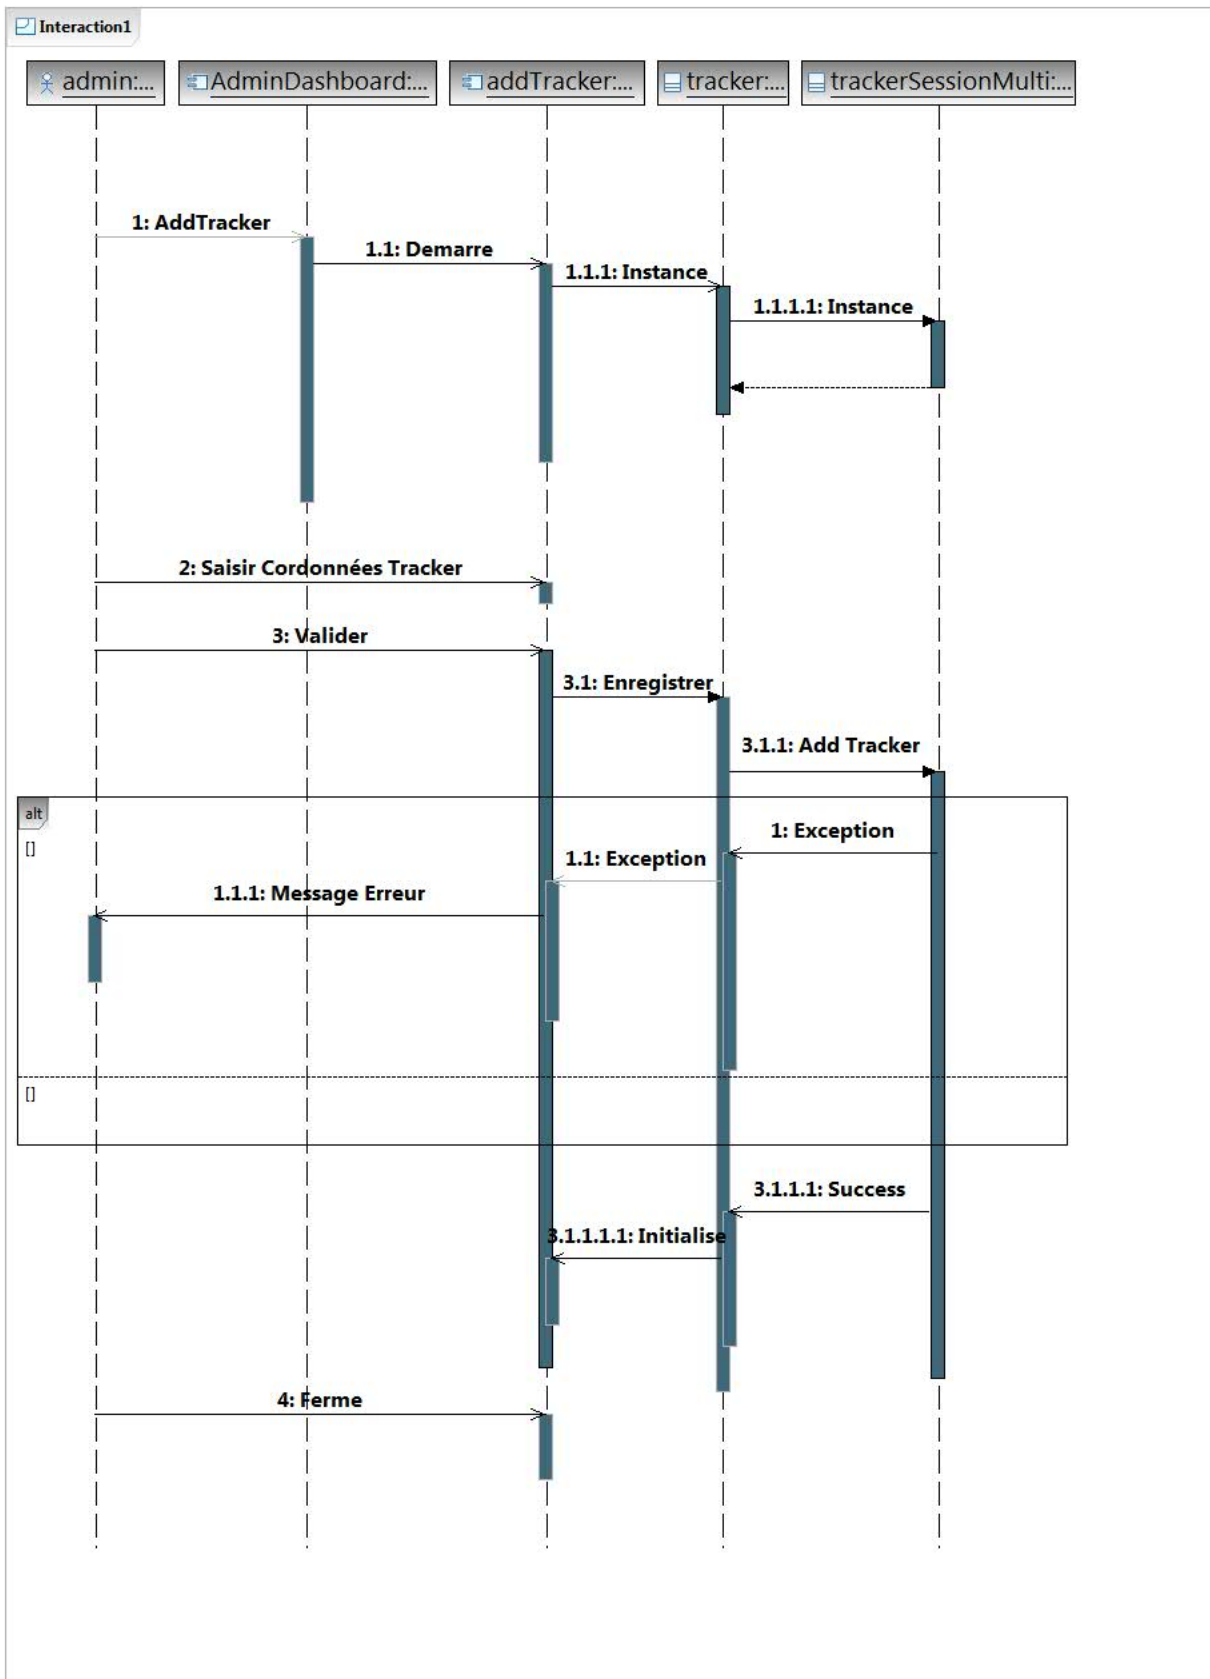 Interaction1
admin:...
AdminDashboard:...
addTracker:...
tracker:...
trackerSessionMulti:...
1: AddTracker
1.1: Demarre
1.1.1: Instance
1.1.1.1: Instance
2: Saisir Cordonnées Tracker
3: Valider
3.1: Enregistrer
3.1.1: Add Tracker
alt
[]
1: Exception
1.1: Exception
1.1.1: Message Erreur
[]
3.1.1.1: Success
3.1.1.1.1: Initialise
4: Ferme